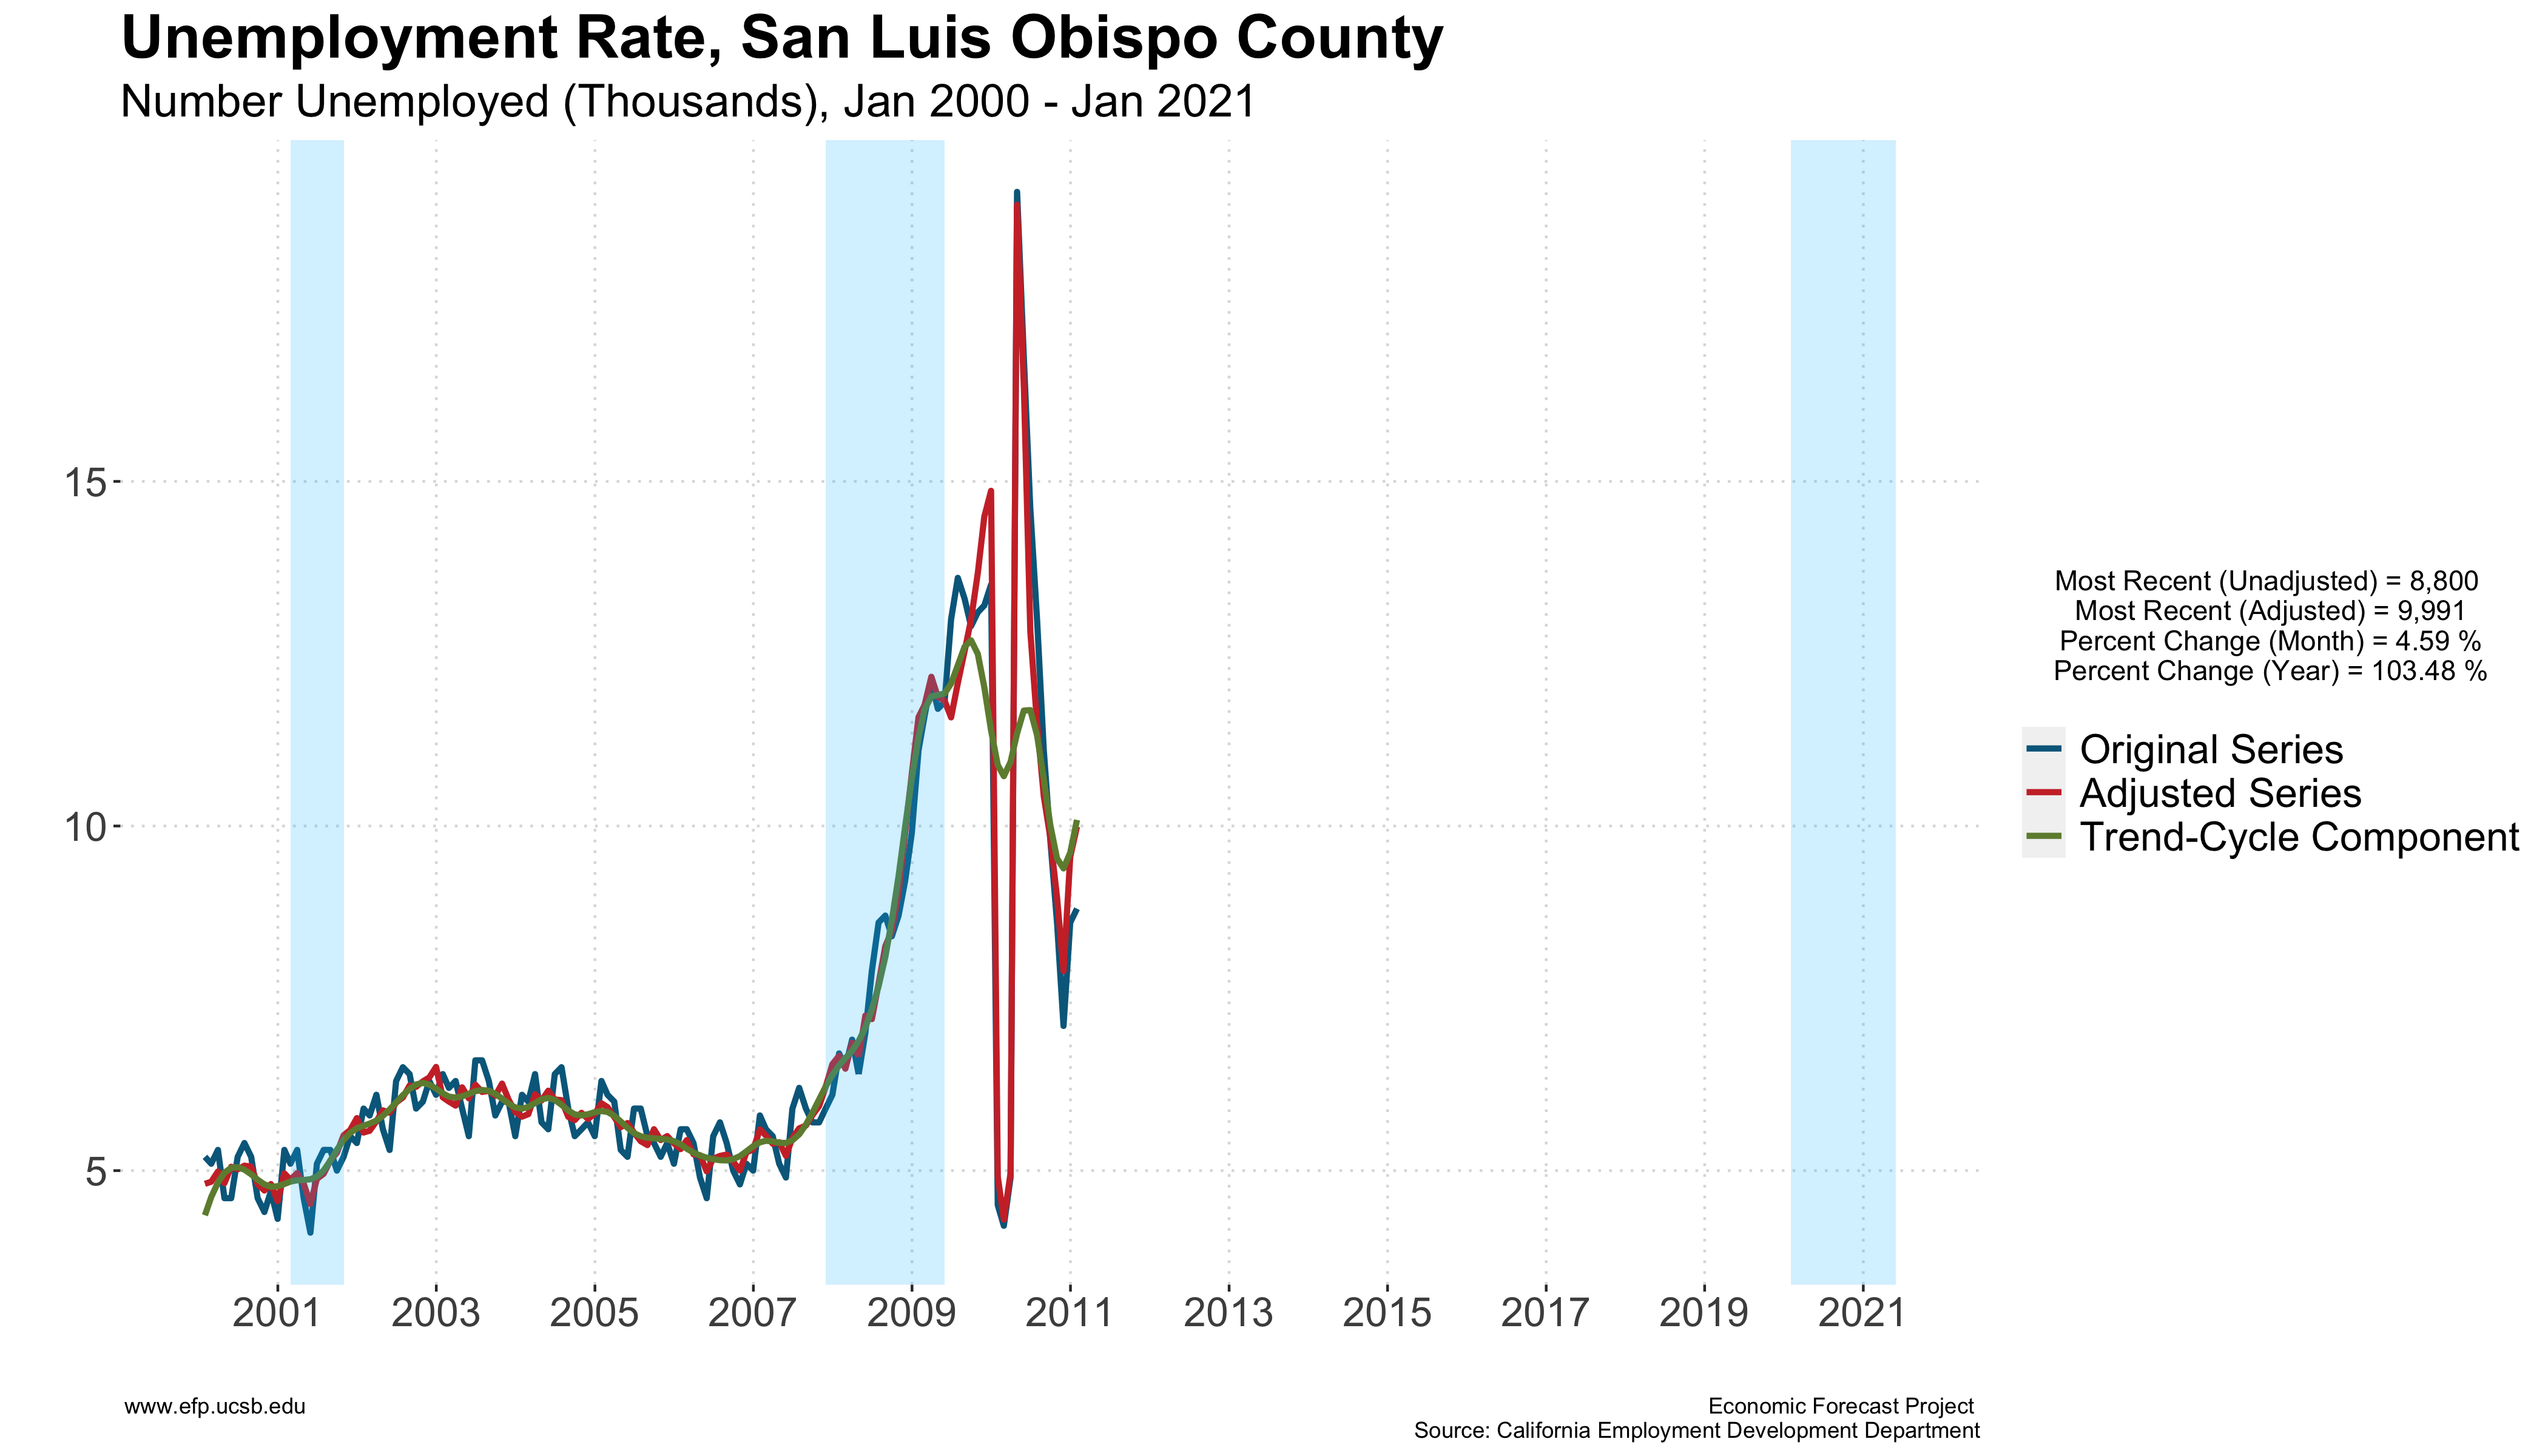 Unemployment Rate, San Luis Obispo County
Number Unemployed (Thousands), Jan 2000 - Jan 2021
15
10
5
2001 2003 2005 2007 2009 2011 2013 2015 2017 2019 2021
Most Recent (Unadjusted) = 8,800
Most Recent (Adjusted) = 9,991
Percent Change (Month) = 4.59 %
Percent Change (Year) = 103.48 %
Original Series
Adjusted Series
Trend-Cycle Component
www.efp.ucsb.edu
Economic Forecast Project
Source: California Employment Development Department